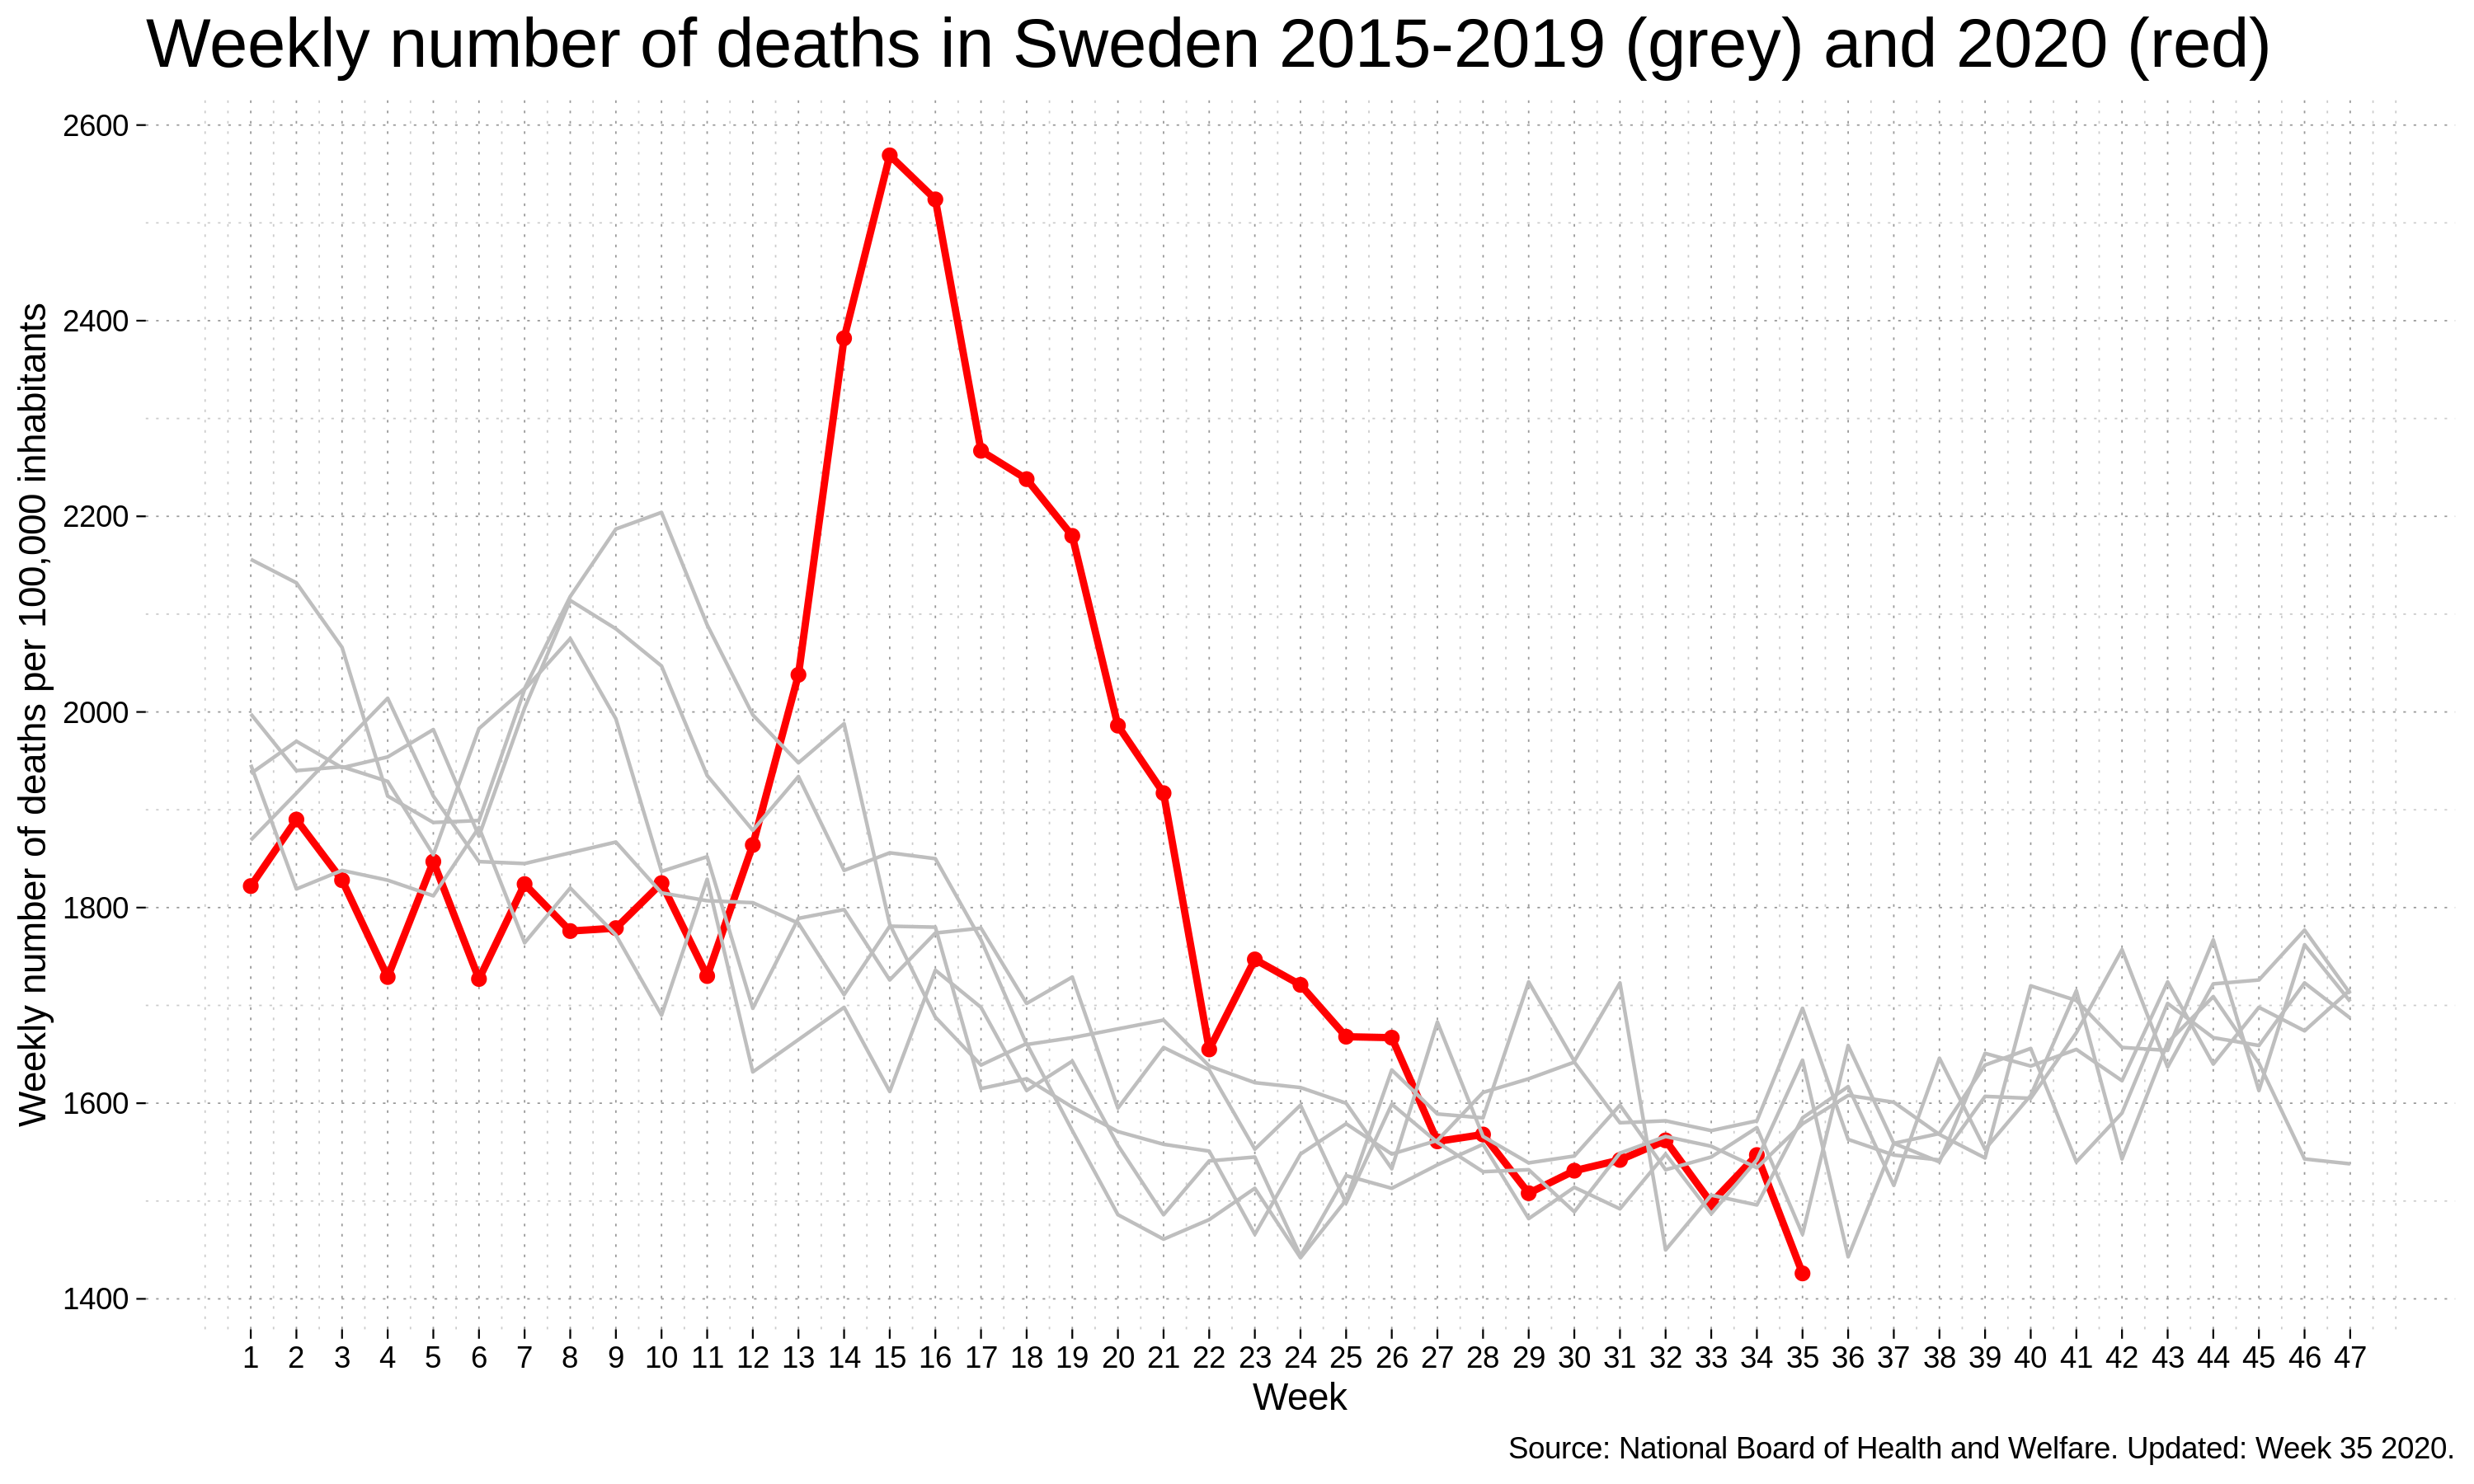 Weekly number of deaths in Sweden 2015-2019 (grey) and 2020 (red)
Weekly number of deaths per 100,000 inhabitants
2600
2400
2200
2000
1800
1600
1400
1 2 3 4 5 6 7 8 9 10 11 12 13 14 15 16 17 18 19 20 21 22 23 24 25 26 27 28 29 30 31 32 33 34 35 36 37 38 39 40 41 42 43 44 45 46 47
Week
Source: National Board of Health and Welfare. Updated: Week 35 2020.